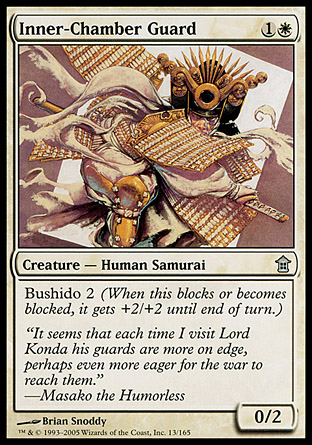 Inner-Chamber Guard 1
Creature — Human Samurai
Bushido 2 (When this blocks or becomes
blocked, it gets +2/+2 until end of turn.)
"It seems that each time I visit Lord
Konda his guards are more on edge,
perhaps even more eager for the war to
reach them."
—Masako the Humorless
Brian Snoddy
™ & © 1993–2005 Wizards of the Coast, Inc. 13/165
0/2